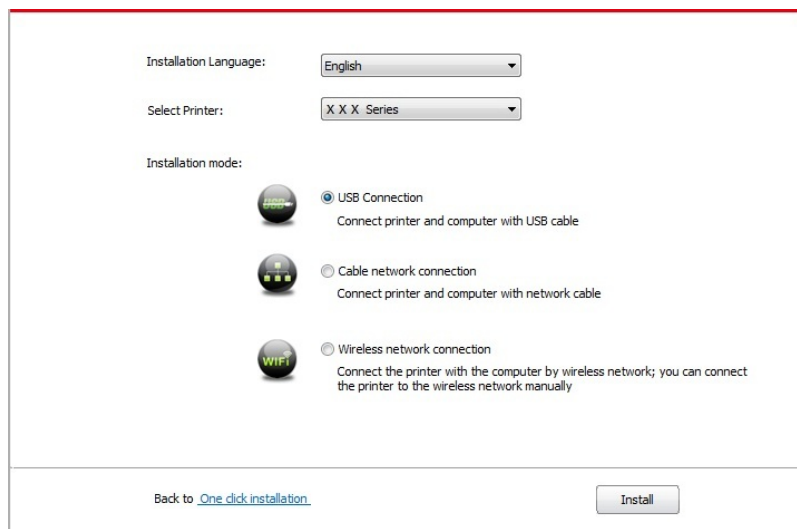 Installation Language:
English
Select Printer:
X X X Series
Installation mode:
USB
USB Connection
Connect printer and computer with USB cable
Cable network connection
Connect printer and computer with network cable
WIFI
Wireless network connection
Connect the printer with the computer by wireless network; you can connect
the printer to the wireless network manually
Back to One click installation
Install